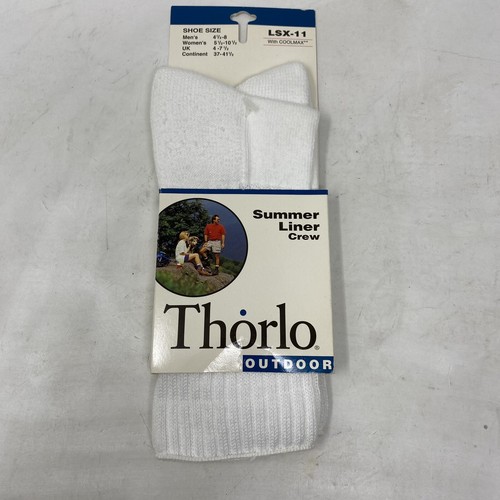 SHOE SIZE
Men's 4½-8
Women's 5½-10½
UK 4-7½
Continent 37-41½
LSX-11
With COOLMAX
Summer
Liner
Crew
Thorlo®
OUTDOOR